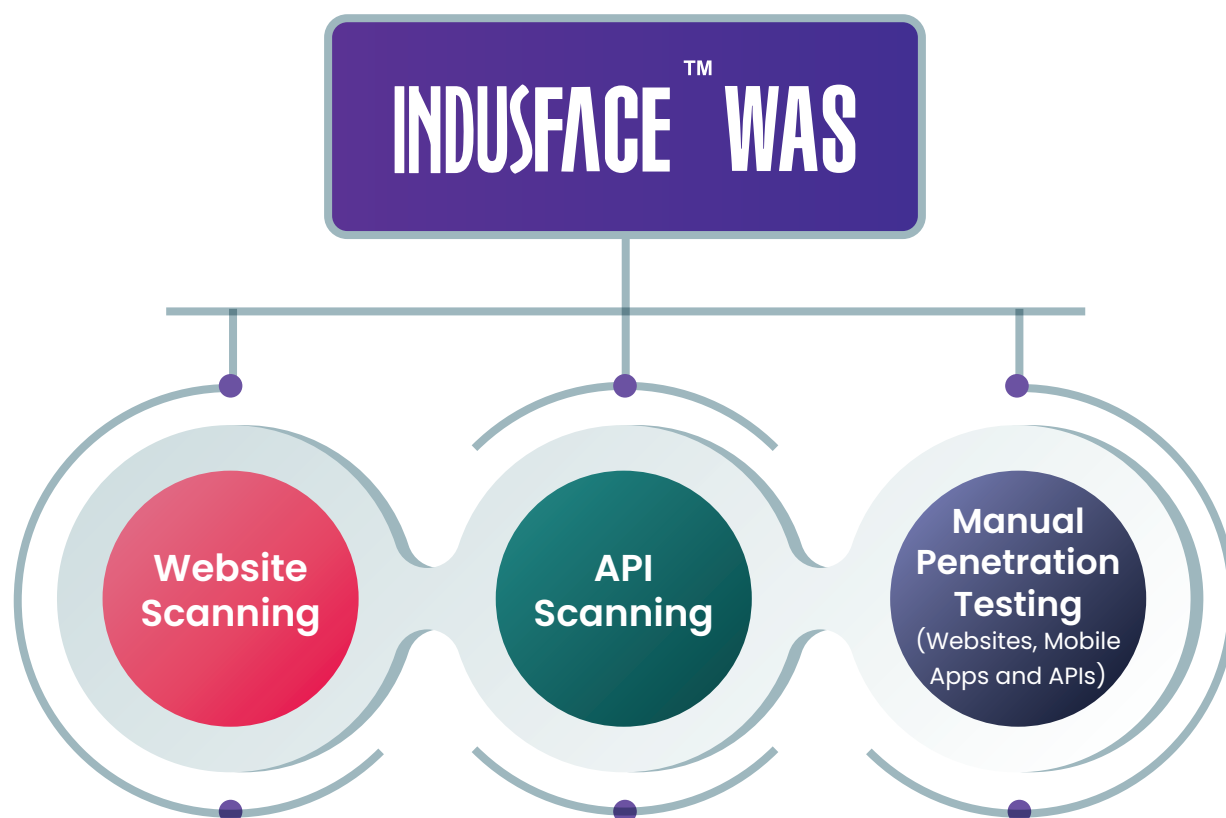 INDUSFACE™ WAS
Website
Scanning
API
Scanning
Manual
Penetration
Testing
(Websites, Mobile
Apps and APIs)